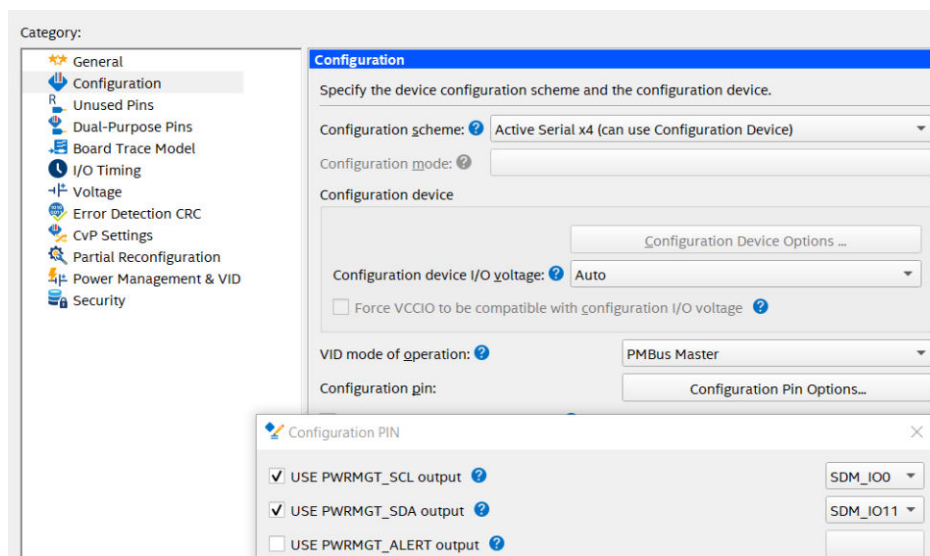 Category:
General
Configuration
R
Unused Pins
Dual-Purpose Pins
Board Trace Model
I/O Timing
Voltage
Error Detection CRC
CvP Settings
Partial Reconfiguration
Power Management & VID
Security
Configuration
Specify the device configuration scheme and the configuration device.
Configuration scheme: ? Active Serial x4 (can use Configuration Device)
Configuration mode: ?
Configuration device
Configuration Device Options ...
Configuration device I/O voltage: ? Auto
Force VCCIO to be compatible with configuration I/O voltage ?
VID mode of operation: ? PMBus Master
Configuration pin: Configuration Pin Options...
Configuration PIN
USE PWRMGT_SCL output ? SDM_IO0
USE PWRMGT_SDA output ? SDM_IO11
USE PWRMGT_ALERT output ?